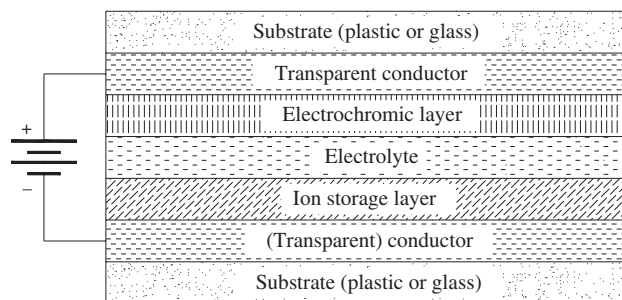 Substrate (plastic or glass)
Transparent conductor
Electrochromic layer
+
Electrolyte
−
Ion storage layer
(Transparent) conductor
Substrate (plastic or glass)